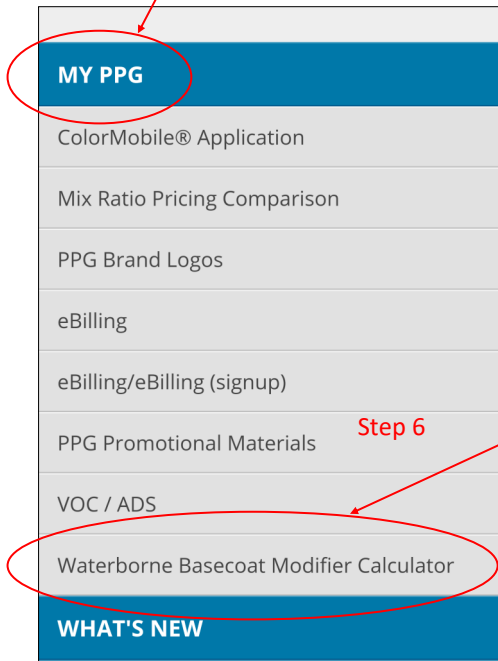 MY PPG
ColorMobile® Application
Mix Ratio Pricing Comparison
PPG Brand Logos
eBilling
eBilling/eBilling (signup)
PPG Promotional Materials
Step 6
VOC / ADS
Waterborne Basecoat Modifier Calculator
WHAT'S NEW